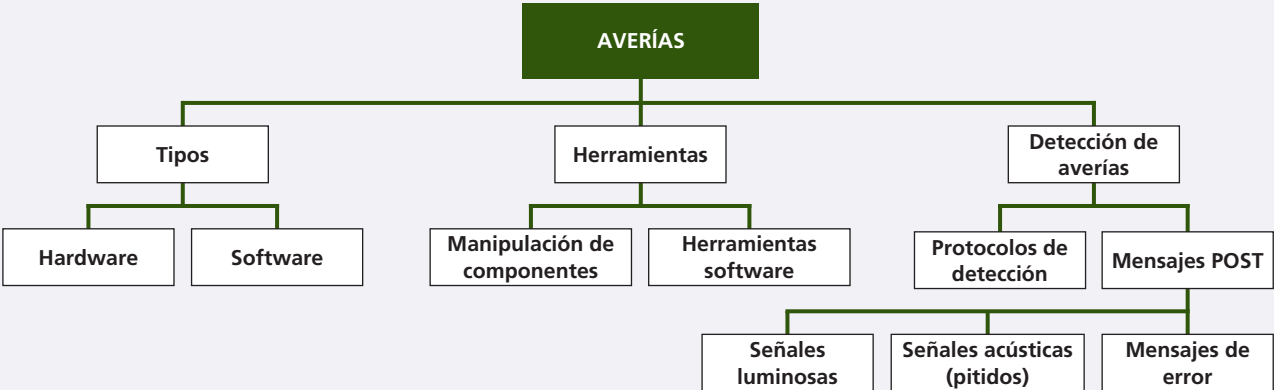 AVERÍAS
Tipos
Herramientas
Detección de
averías
Hardware
Software
Manipulación de
componentes
Herramientas
software
Protocolos de
detección
Mensajes POST
Señales
luminosas
Señales acústicas
(pitidos)
Mensajes de
error